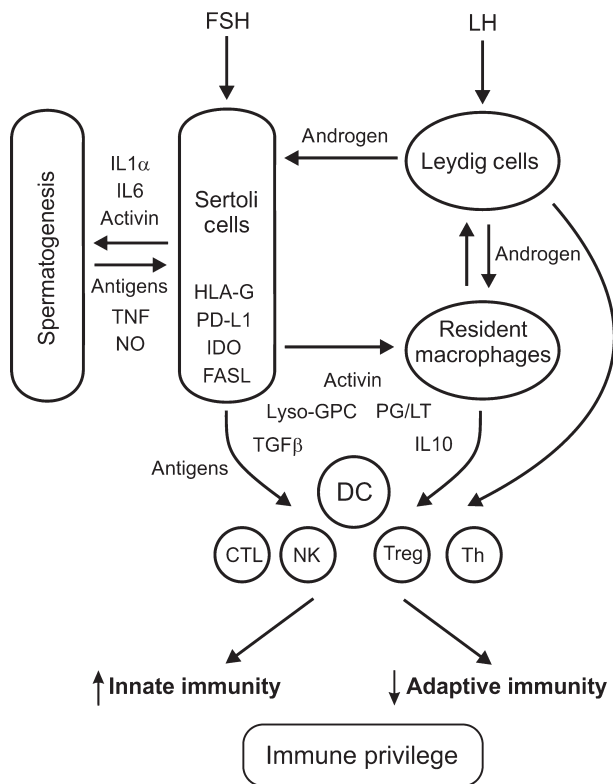 FSH
LH
Spermatogenesis
IL1α
IL6
Activin
Antigens
TNF
NO
Sertoli
cells
HLA-G
PD-L1
IDO
FASL
Androgen
Leydig cells
Androgen
Resident
macrophages
Activin
Lyso-GPC PG/LT
TGFβ
IL10
Antigens
DC
CTL
NK
Treg
Th
↑ Innate immunity
↓ Adaptive immunity
Immune privilege